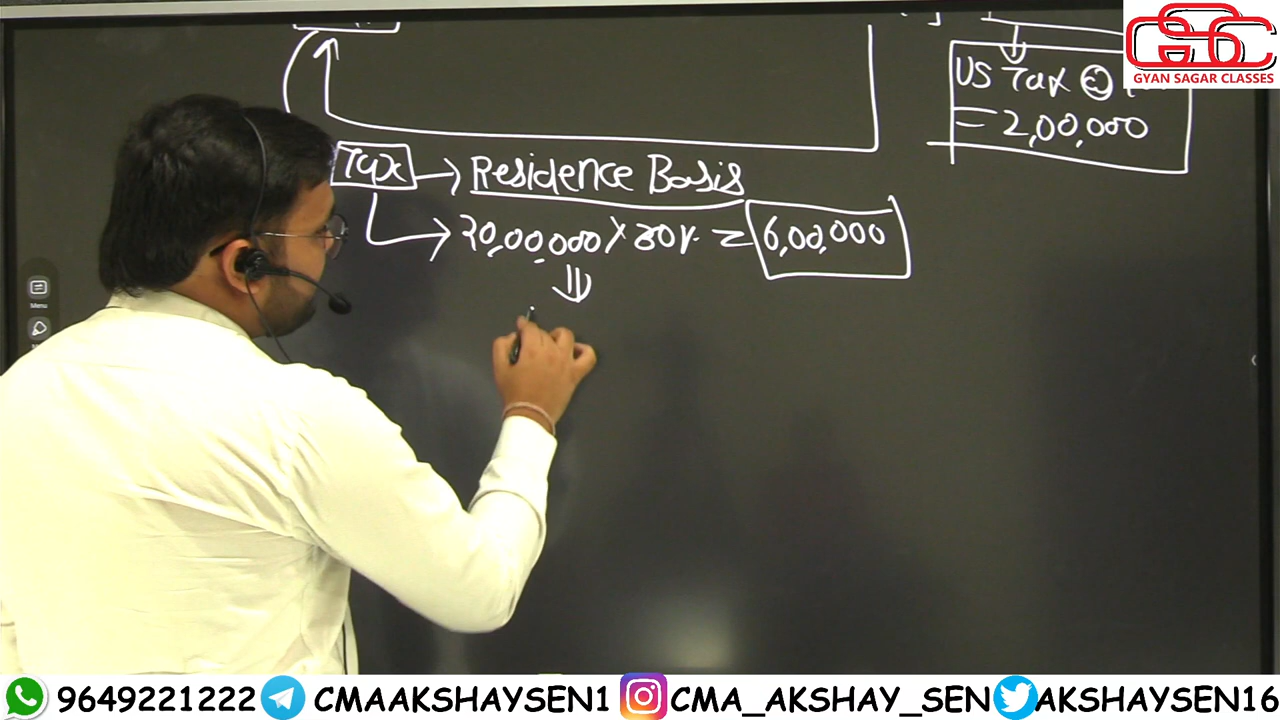 GYAN SAGAR CLASSES
US Tax @
= 2,00,000
Tax → Residence Basis
→ 20,00,000 × 30% = 6,00,000
Menu
9649221222 CMAAKSHAYSEN1 CMA_AKSHAY_SEN AKSHAYSEN16